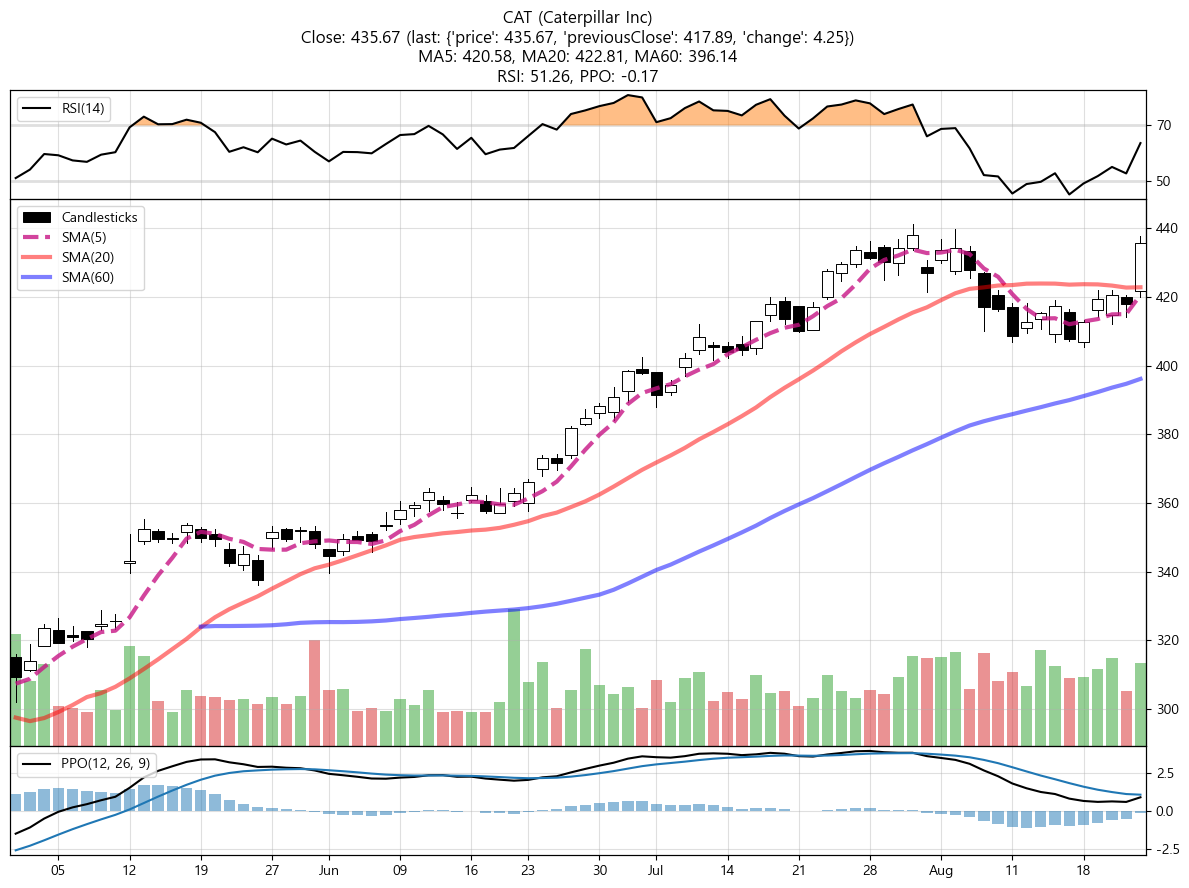 CAT (Caterpillar Inc)
Close: 435.67 (last: {'price': 435.67, 'previousClose': 417.89, 'change': 4.25})
MA5: 420.58, MA20: 422.81, MA60: 396.14
RSI: 51.26, PPO: -0.17
RSI(14)
70
50
Candlesticks
SMA(5)
SMA(20)
SMA(60)
440
420
400
380
360
340
320
300
PPO(12, 26, 9)
2.5
0.0
−2.5
05 12 19 27 Jun 09 16 23 30 Jul 14 21 28 Aug 11 18